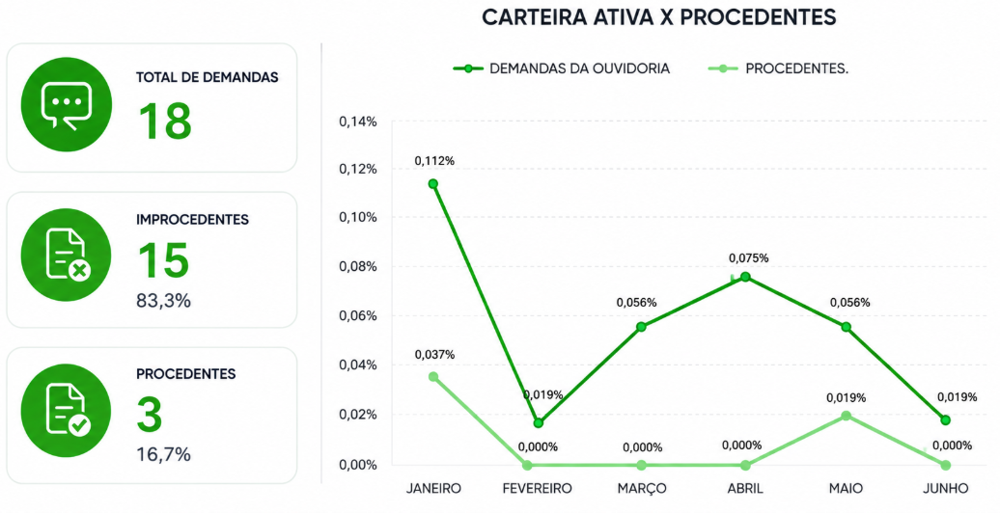 CARTEIRA ATIVA X PROCEDENTES
TOTAL DE DEMANDAS
18
IMPROCEDENTES
15
83,3%
PROCEDENTES
3
16,7%
DEMANDAS DA OUVIDORIA
PROCEDENTES.
0,14%
0,12%
0,10%
0,08%
0,06%
0,04%
0,02%
0,00%
0,112%
0,019%
0,056%
0,075%
0,056%
0,019%
0,037%
0,000%
0,000%
0,000%
0,019%
0,000%
JANEIRO
FEVEREIRO
MARÇO
ABRIL
MAIO
JUNHO